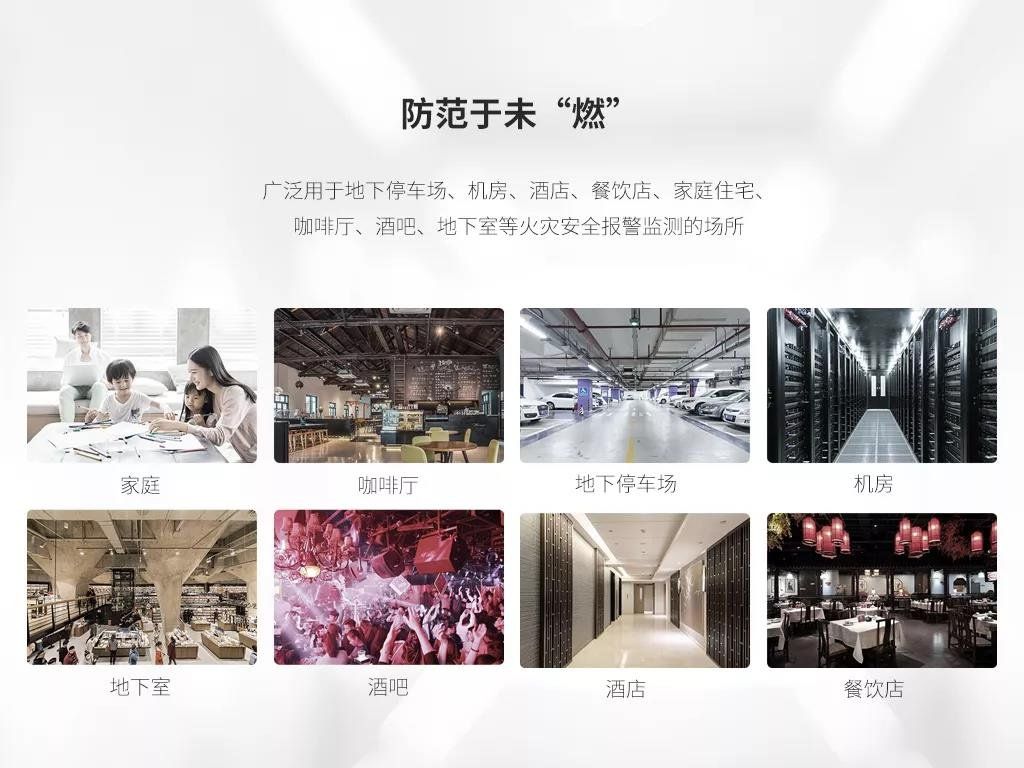 防范于未“燃”
广泛用于地下停车场、机房、酒店、餐饮店、家庭住宅、
咖啡厅、酒吧、地下室等火灾安全报警监测的场所
家庭
咖啡厅
地下停车场
机房
地下室
酒吧
酒店
餐饮店